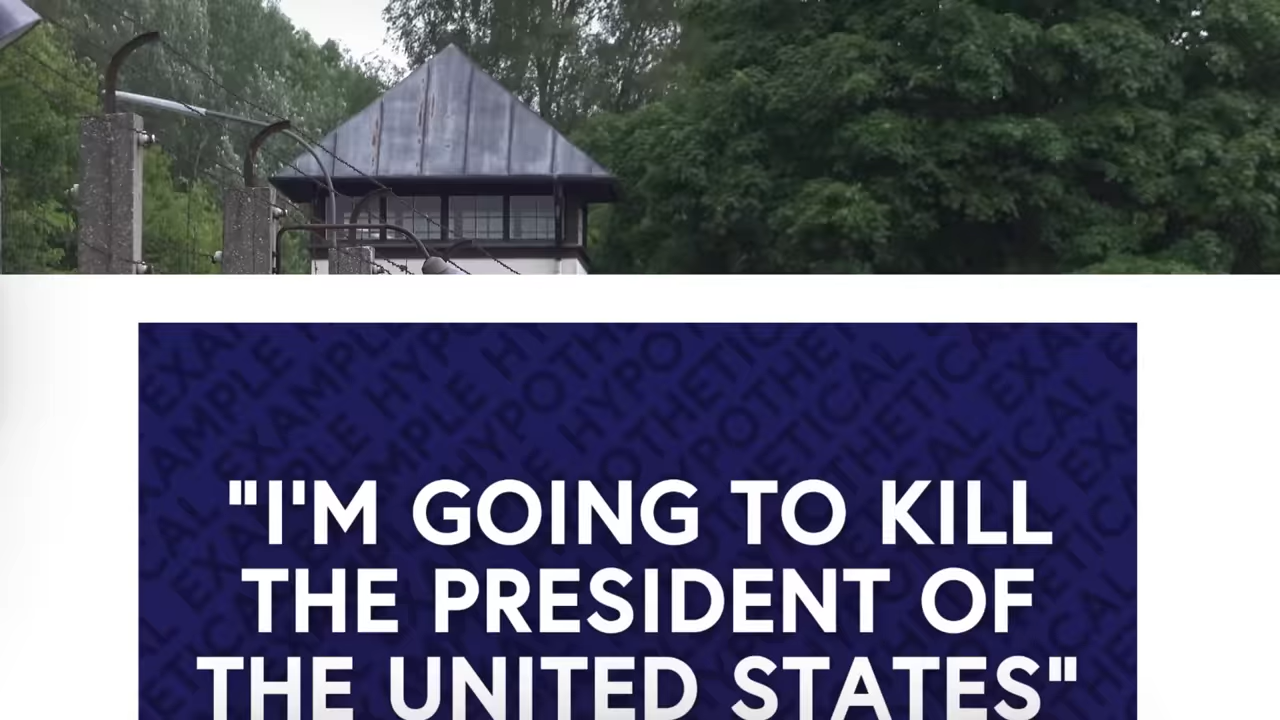 "I'M GOING TO KILL
THE PRESIDENT OF
THE UNITED STATES"